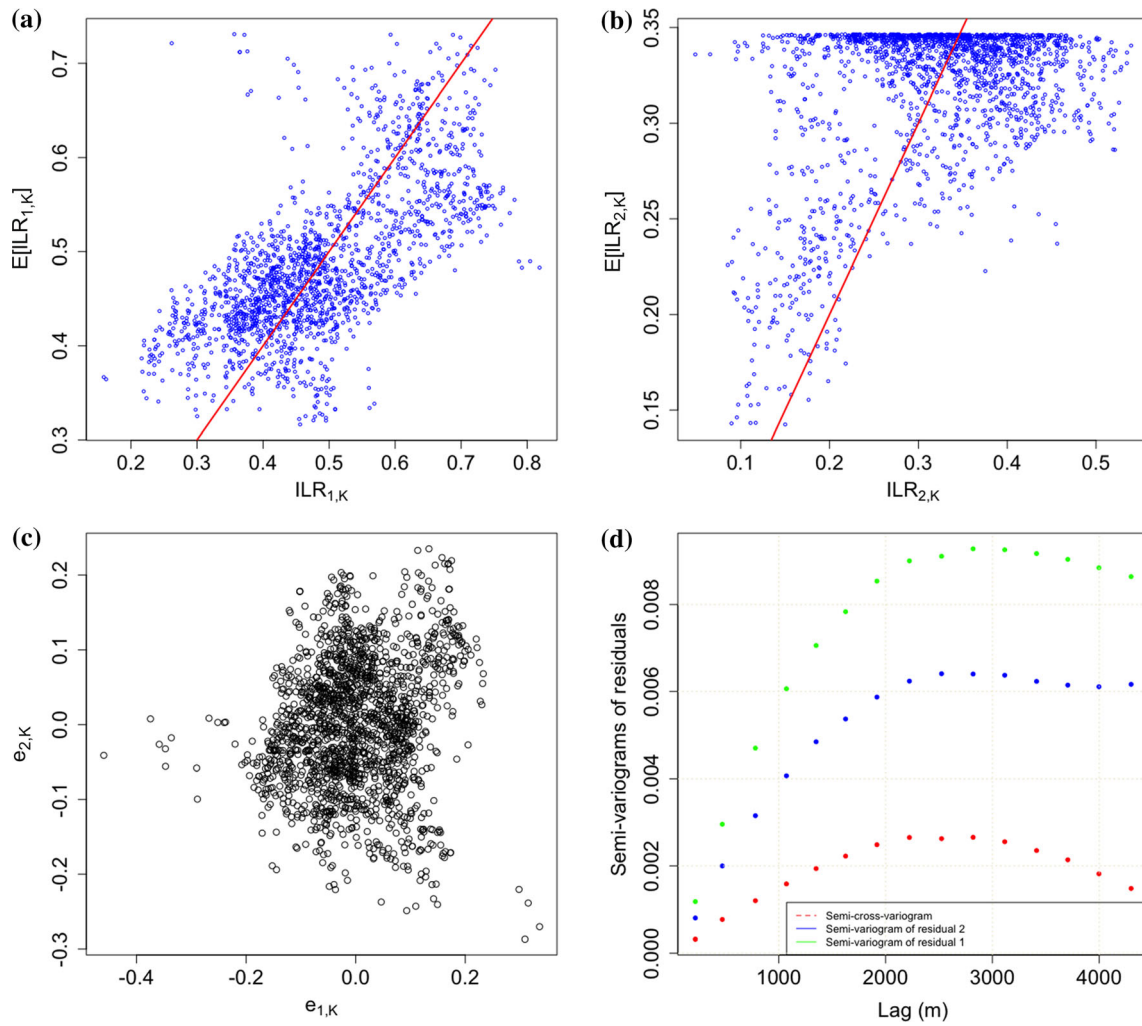 (a)
E[ILR1,K]
0.3 0.4 0.5 0.6 0.7
0.2 0.3 0.4 0.5 0.6 0.7 0.8
ILR1,K
(b)
E[ILR2,K]
0.15 0.20 0.25 0.30 0.35
0.1 0.2 0.3 0.4 0.5
ILR2,K
(c)
e2,K
-0.3 -0.2 -0.1 0.0 0.1 0.2
-0.4 -0.2 0.0 0.2
e1,K
(d)
Semi-variograms of residuals
0.000 0.002 0.004 0.006 0.008
Semi-cross-variogram
Semi-variogram of residual 2
Semi-variogram of residual 1
1000 2000 3000 4000
Lag (m)